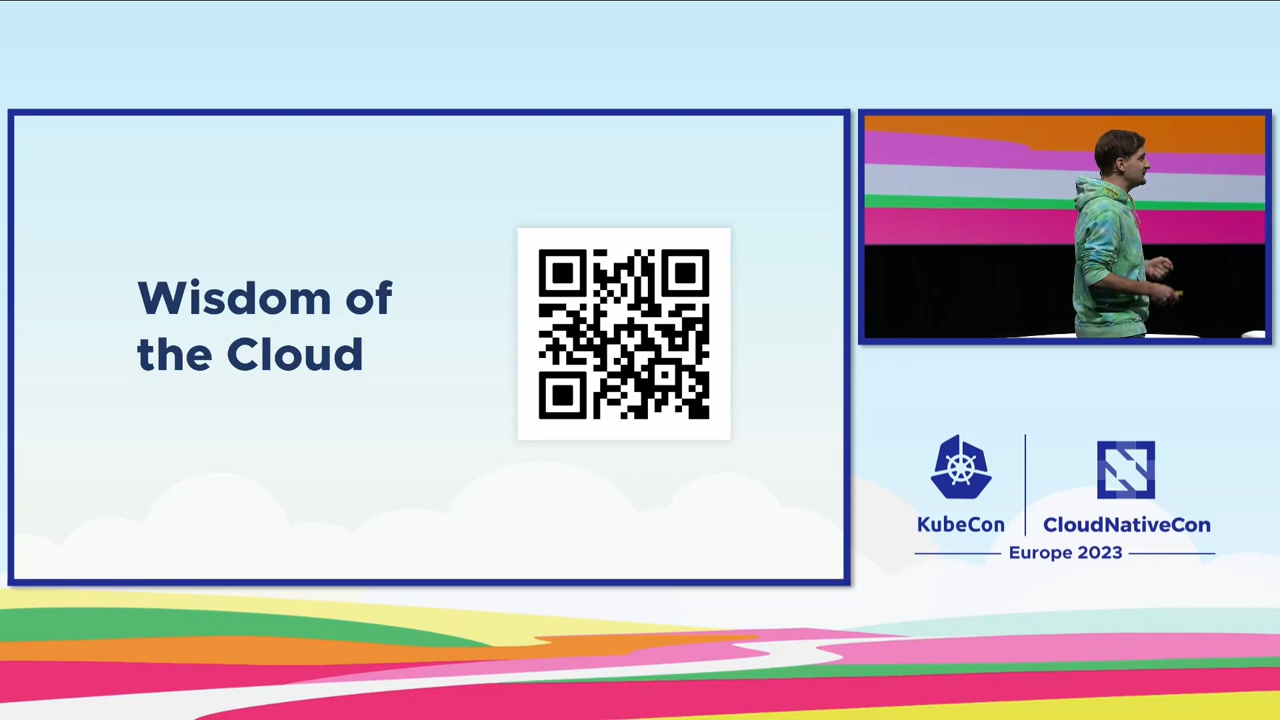 Wisdom of
the Cloud
KubeCon
CloudNativeCon
Europe 2023